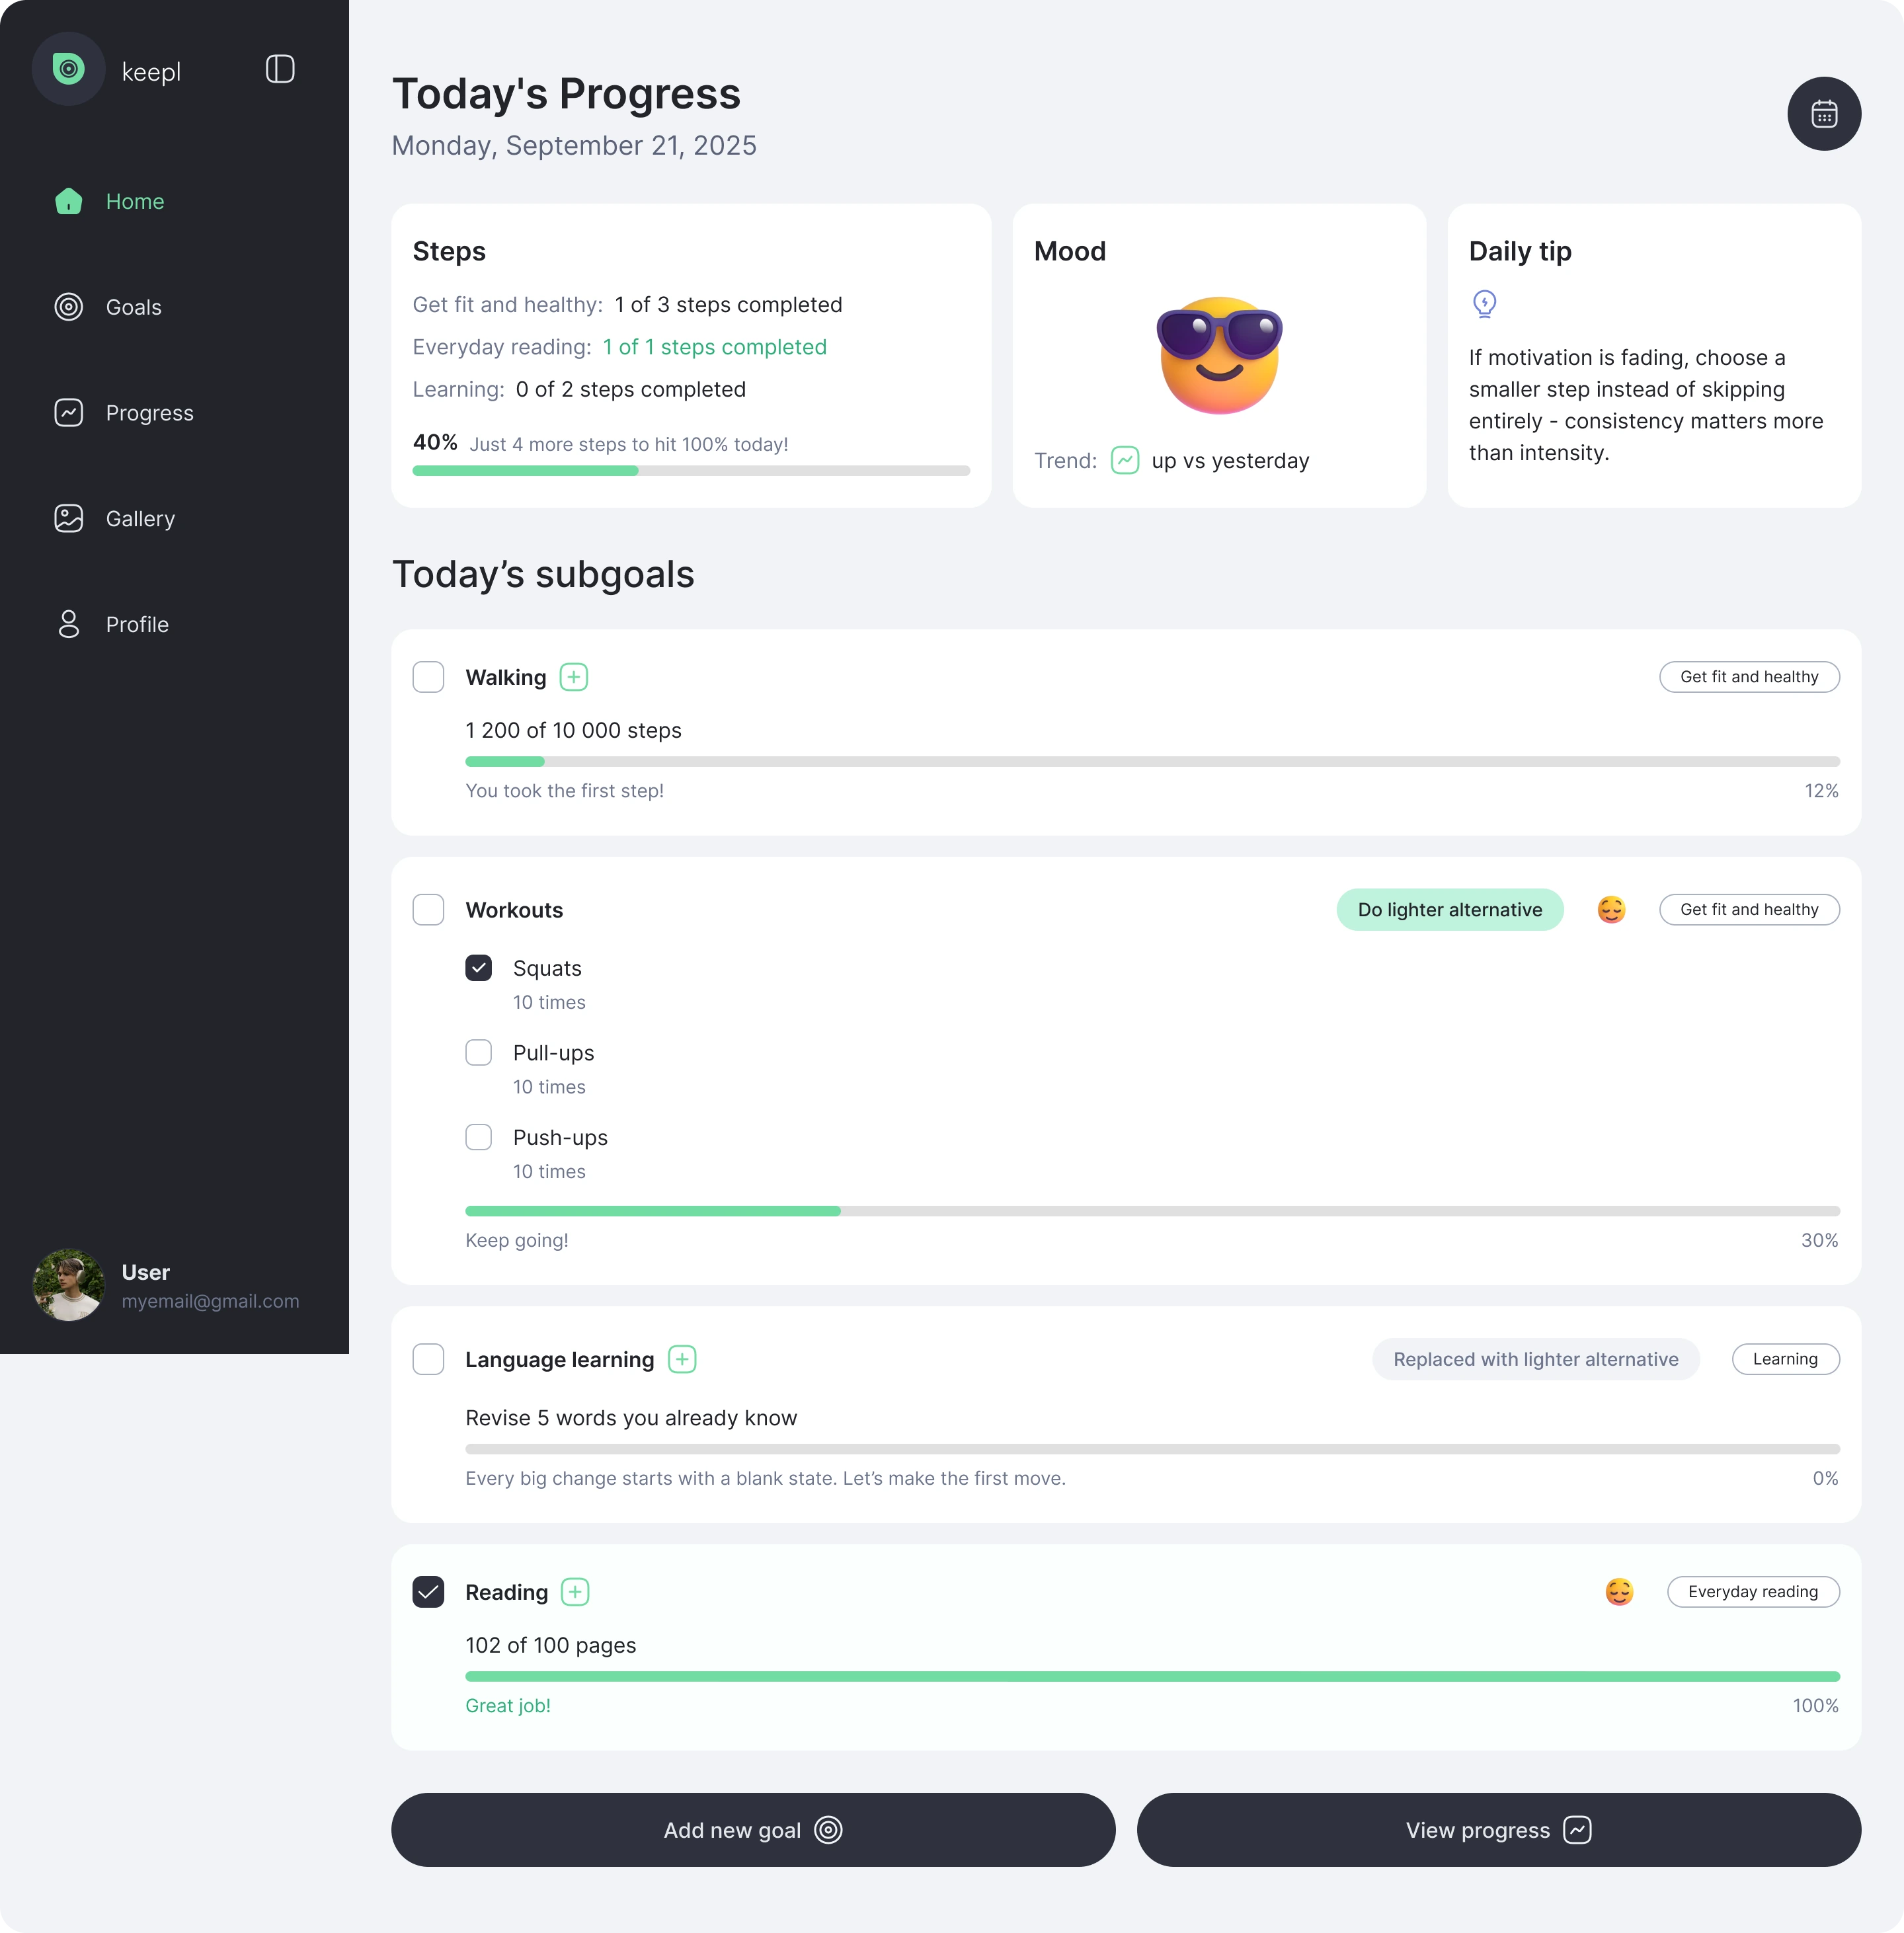 keepl
Home
Goals
Progress
Gallery
Profile
User
myemail@gmail.com
Today's Progress
Monday, September 21, 2025
Steps
Get fit and healthy: 1 of 3 steps completed
Everyday reading: 1 of 1 steps completed
Learning: 0 of 2 steps completed
40% Just 4 more steps to hit 100% today!
Mood
Trend: up vs yesterday
Daily tip
If motivation is fading, choose a
smaller step instead of skipping
entirely - consistency matters more
than intensity.
Today’s subgoals
Walking Get fit and healthy
1 200 of 10 000 steps
You took the first step! 12%
Workouts Do lighter alternative Get fit and healthy
Squats
10 times
Pull-ups
10 times
Push-ups
10 times
Keep going! 30%
Language learning Replaced with lighter alternative Learning
Revise 5 words you already know
Every big change starts with a blank state. Let’s make the first move. 0%
Reading Everyday reading
102 of 100 pages
Great job! 100%
Add new goal
View progress